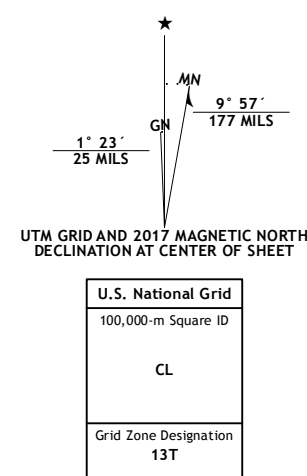 ★
MN
GN
9° 57´
177 MILS
1° 23´
25 MILS
UTM GRID AND 2017 MAGNETIC NORTH
DECLINATION AT CENTER OF SHEET
U.S. National Grid
100,000-m Square ID
CL
Grid Zone Designation
13T